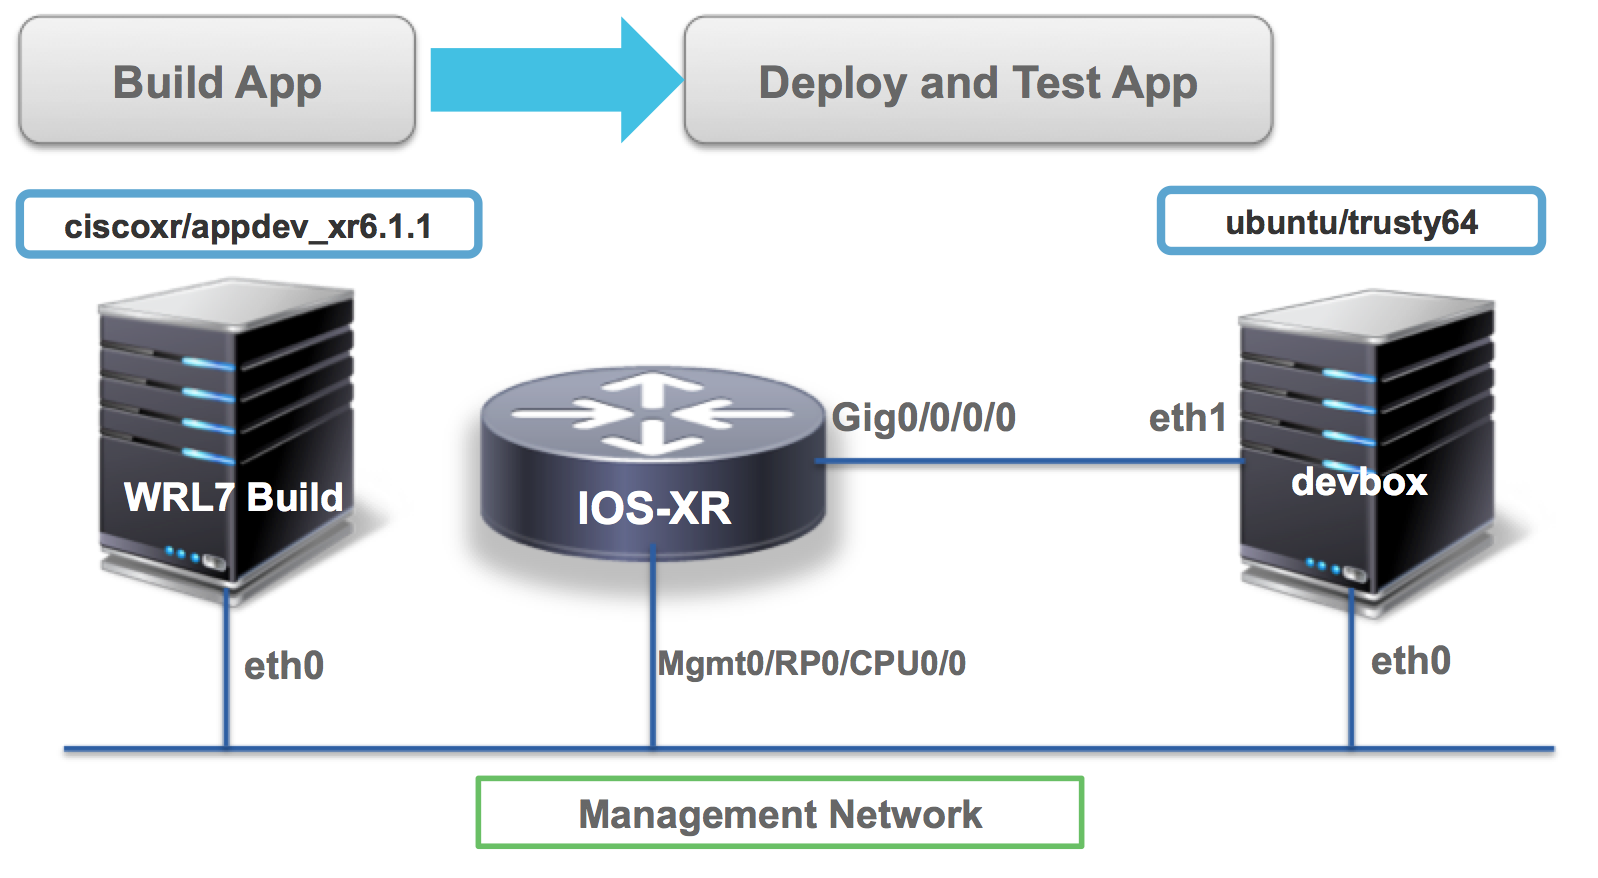 Build App
Deploy and Test App
ciscoxr/appdev_xr6.1.1
ubuntu/trusty64
Gig0/0/0/0
eth1
WRL7 Build
IOS-XR
devbox
eth0
Mgmt0/RP0/CPU0/0
eth0
Management Network